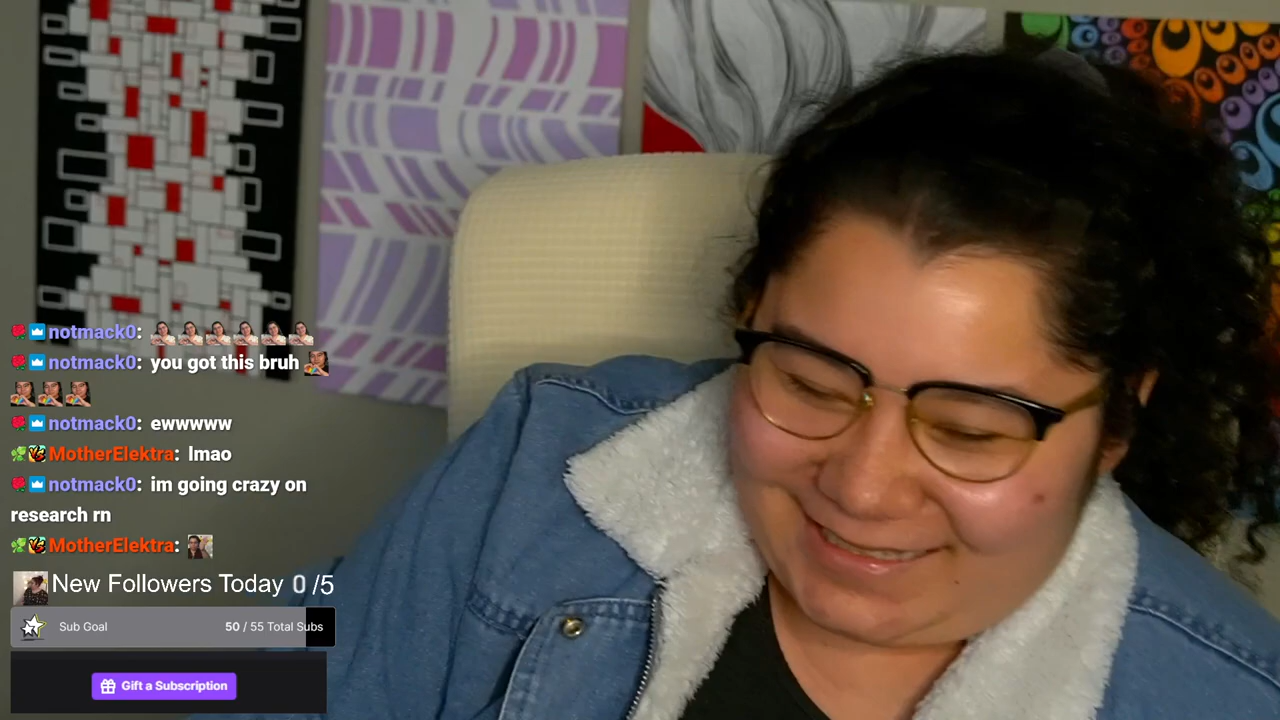 notmack0:
notmack0: you got this bruh
notmack0: ewwwww
MotherElektra: lmao
notmack0: im going crazy on
research rn
MotherElektra:
New Followers Today 0 /5
Sub Goal 50 / 55 Total Subs
Gift a Subscription